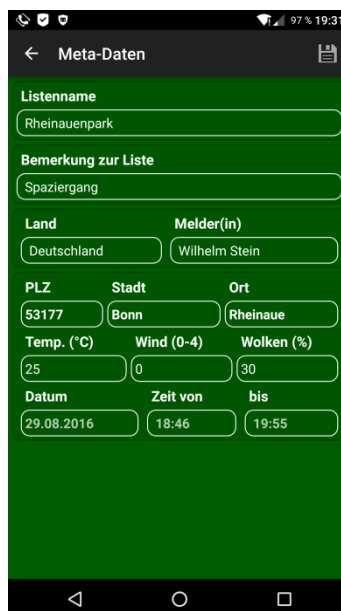 97 % 19:31
Meta-Daten
Listenname
Rheinauenpark
Bemerkung zur Liste
Spaziergang
Land Melder(in)
Deutschland Wilhelm Stein
PLZ Stadt Ort
53177 Bonn Rheinaue
Temp. (°C) Wind (0-4) Wolken (%)
25 0 30
Datum Zeit von bis
29.08.2016 18:46 19:55